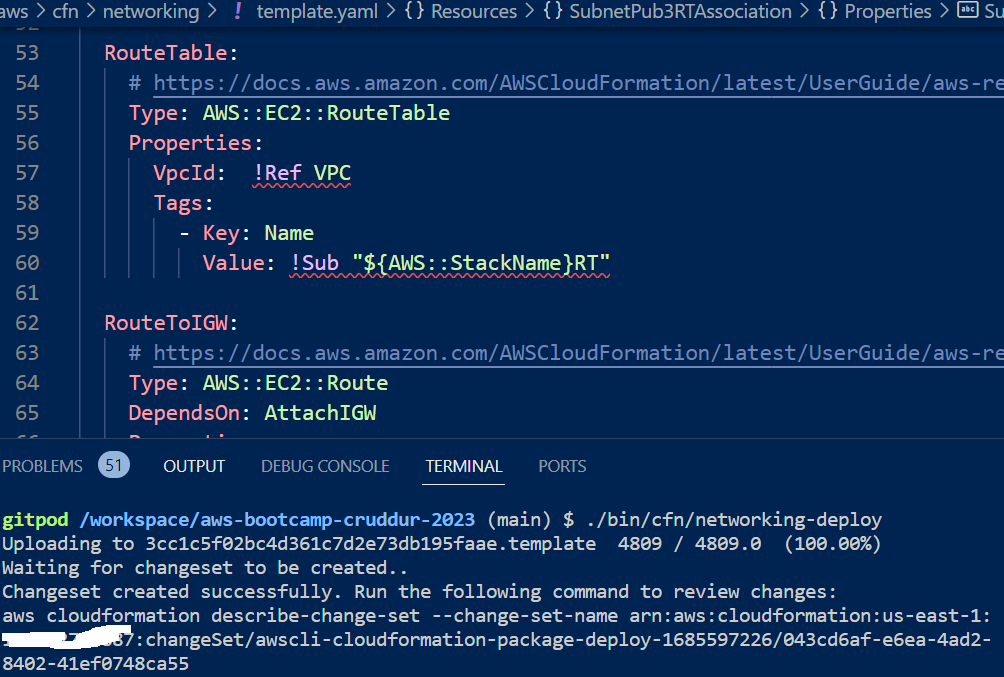 aws > cfn > networking > ! template.yaml > {} Resources > {} SubnetPub3RTAssociation > {} Properties > abc Su
53 RouteTable:
54 # https://docs.aws.amazon.com/AWSCloudFormation/latest/UserGuide/aws-re
55 Type: AWS::EC2::RouteTable
56 Properties:
57 VpcId:  !Ref VPC
58 Tags:
59 - Key: Name
60 Value: !Sub "${AWS::StackName}RT"
61
62 RouteToIGW:
63 # https://docs.aws.amazon.com/AWSCloudFormation/latest/UserGuide/aws-re
64 Type: AWS::EC2::Route
65 DependsOn: AttachIGW
PROBLEMS 51 OUTPUT DEBUG CONSOLE TERMINAL PORTS
gitpod /workspace/aws-bootcamp-cruddur-2023 (main) $ ./bin/cfn/networking-deploy
Uploading to 3cc1c5f02bc4d361c7d2e73db195faae.template  4809 / 4809.0  (100.00%)
Waiting for changeset to be created..
Changeset created successfully. Run the following command to review changes:
aws cloudformation describe-change-set --change-set-name arn:aws:cloudformation:us-east-1:
:changeSet/awscli-cloudformation-package-deploy-1685597226/043cd6af-e6ea-4ad2-
8402-41ef0748ca55